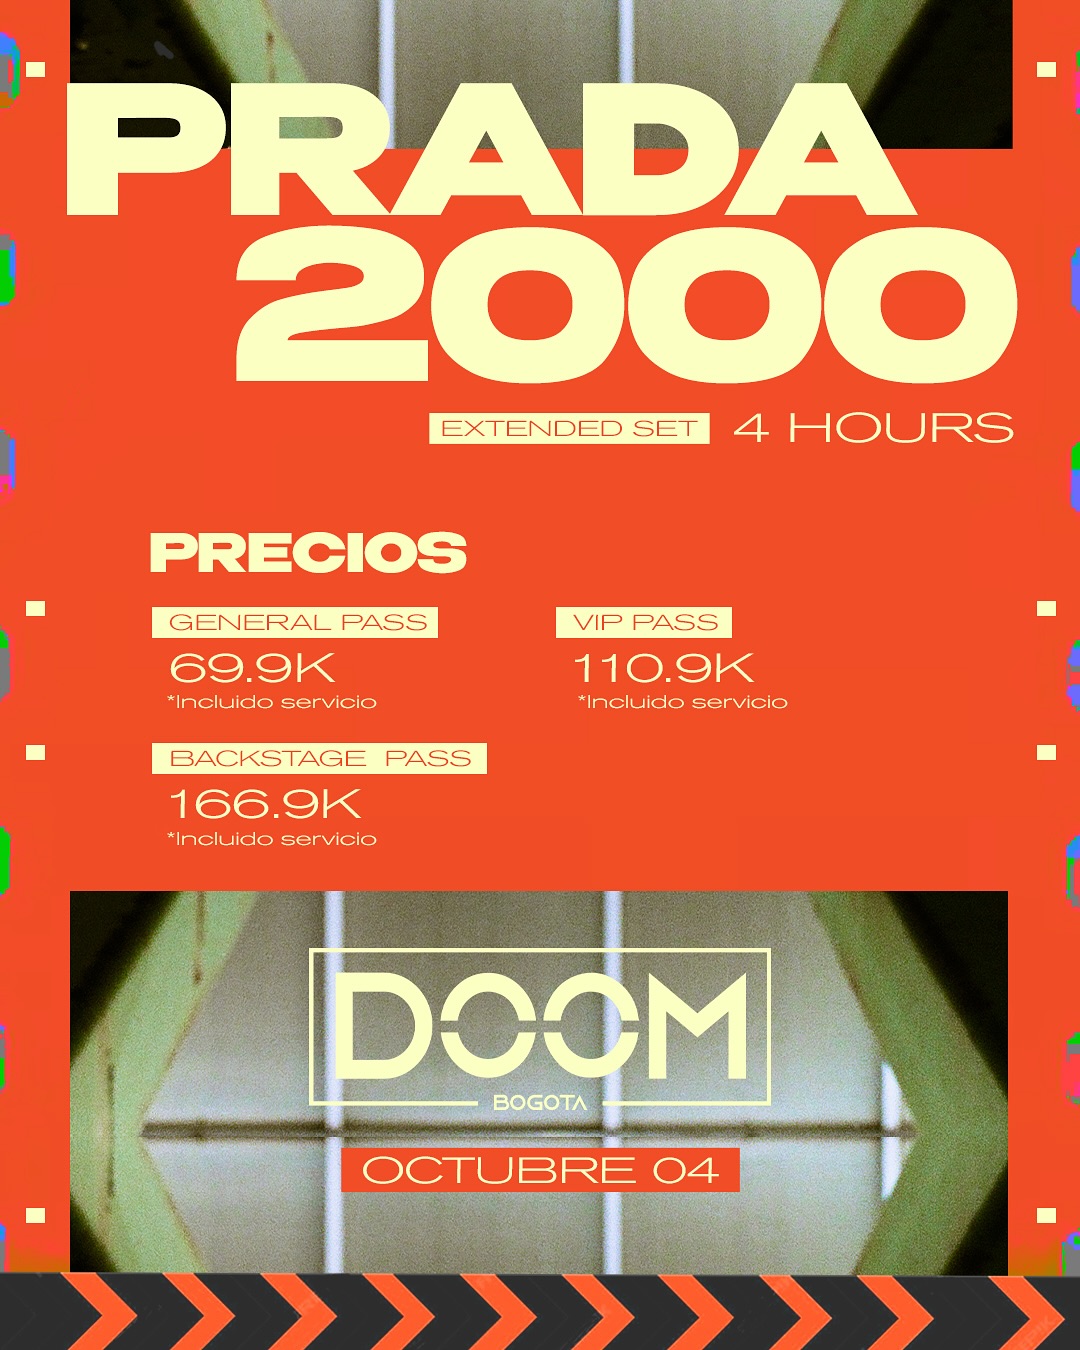 PRADA
2000
EXTENDED SET 4 HOURS
PRECIOS
GENERAL PASS
69.9K
*Incluido servicio
VIP PASS
110.9K
*Incluido servicio
BACKSTAGE PASS
166.9K
*Incluido servicio
DOOM
BOGOTA
OCTUBRE 04